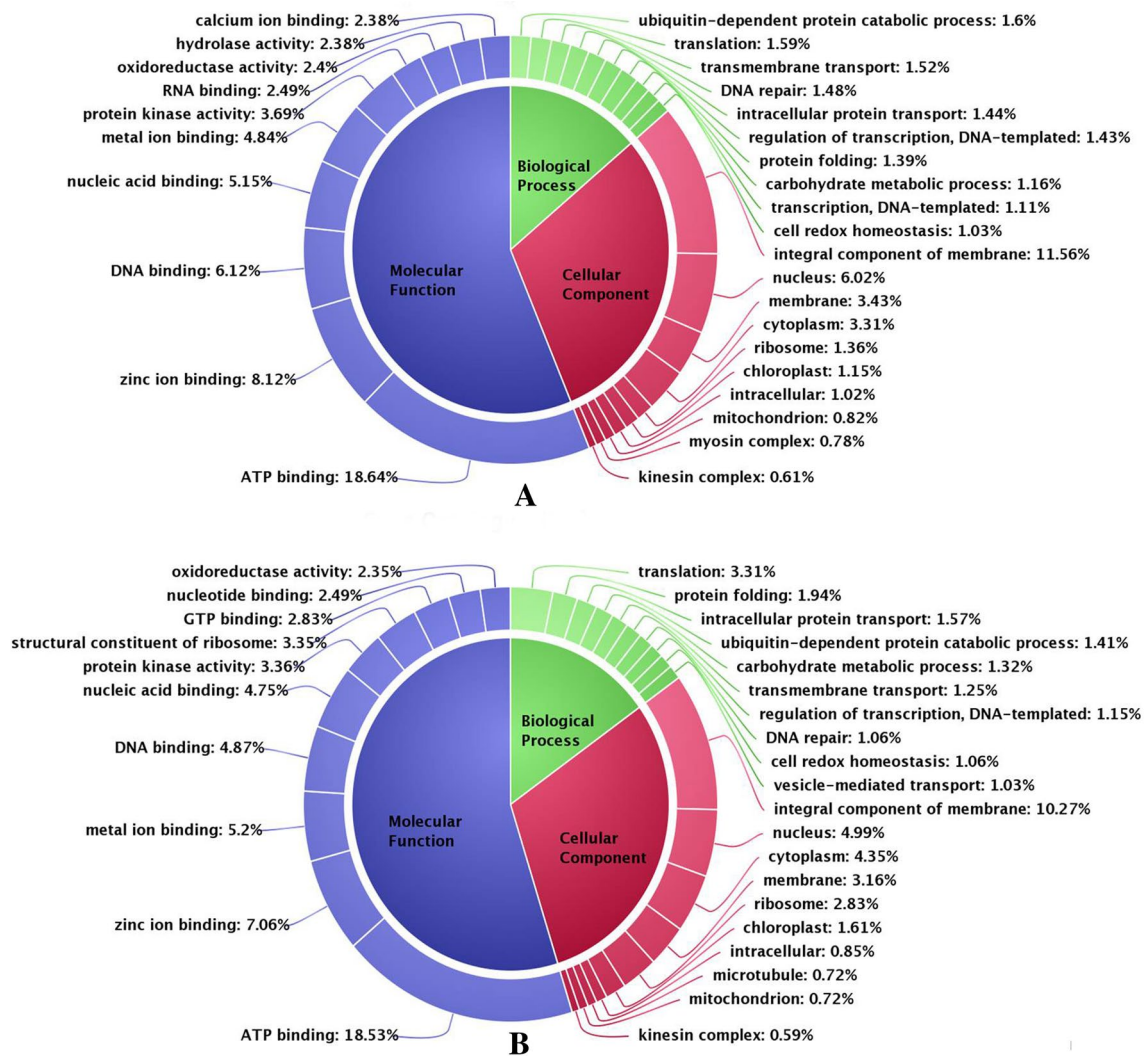 calcium ion binding: 2.38%
hydrolase activity: 2.38%
oxidoreductase activity: 2.4%
RNA binding: 2.49%
protein kinase activity: 3.69%
metal ion binding: 4.84%
nucleic acid binding: 5.15%
DNA binding: 6.12%
zinc ion binding: 8.12%
ATP binding: 18.64%
Biological
Process
Molecular
Function
Cellular
Component
ubiquitin-dependent protein catabolic process: 1.6%
translation: 1.59%
transmembrane transport: 1.52%
DNA repair: 1.48%
intracellular protein transport: 1.44%
regulation of transcription, DNA-templated: 1.43%
protein folding: 1.39%
carbohydrate metabolic process: 1.16%
transcription, DNA-templated: 1.11%
cell redox homeostasis: 1.03%
integral component of membrane: 11.56%
nucleus: 6.02%
membrane: 3.43%
cytoplasm: 3.31%
ribosome: 1.36%
chloroplast: 1.15%
intracellular: 1.02%
mitochondrion: 0.82%
myosin complex: 0.78%
kinesin complex: 0.61%
A
oxidoreductase activity: 2.35%
nucleotide binding: 2.49%
GTP binding: 2.83%
structural constituent of ribosome: 3.35%
protein kinase activity: 3.36%
nucleic acid binding: 4.75%
DNA binding: 4.87%
metal ion binding: 5.2%
zinc ion binding: 7.06%
ATP binding: 18.53%
Biological
Process
Molecular
Function
Cellular
Component
translation: 3.31%
protein folding: 1.94%
intracellular protein transport: 1.57%
ubiquitin-dependent protein catabolic process: 1.41%
carbohydrate metabolic process: 1.32%
transmembrane transport: 1.25%
regulation of transcription, DNA-templated: 1.15%
DNA repair: 1.06%
cell redox homeostasis: 1.06%
vesicle-mediated transport: 1.03%
integral component of membrane: 10.27%
nucleus: 4.99%
cytoplasm: 4.35%
membrane: 3.16%
ribosome: 2.83%
chloroplast: 1.61%
intracellular: 0.85%
microtubule: 0.72%
mitochondrion: 0.72%
kinesin complex: 0.59%
B